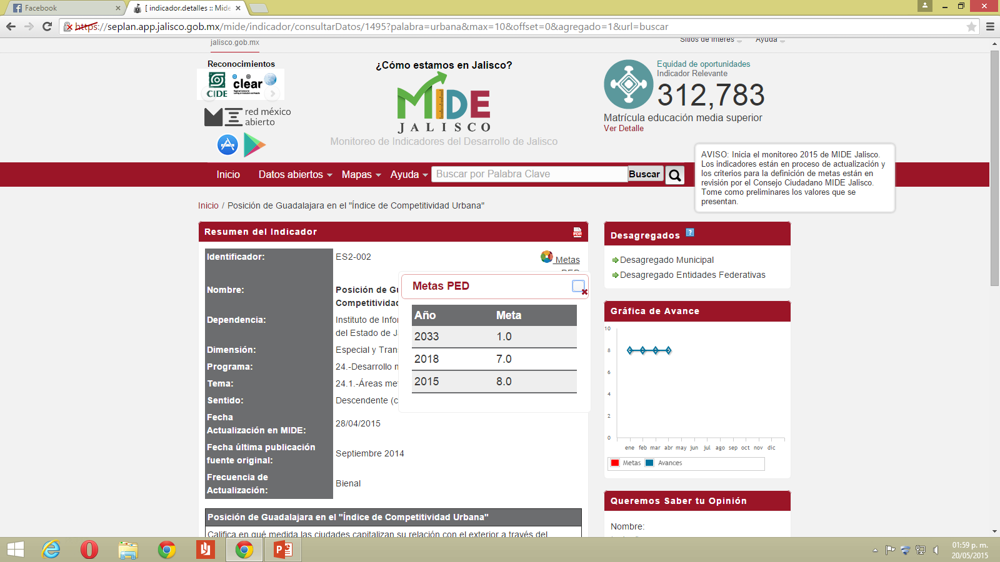 Facebook
[ indicador.detalles :: Mide
https://seplan.app.jalisco.gob.mx/mide/indicador/consultarDatos/1495?palabra=urbana&max=10&offset=0&agregado=1&url=buscar
jalisco.gob.mx
Sitios de interés
Ayuda
Reconocimientos
CIDE
clear
red méxico
abierto
¿Cómo estamos en Jalisco?
MIDE
JALISCO
Monitoreo de Indicadores del Desarrollo de Jalisco
Equidad de oportunidades
Indicador Relevante
312,783
Matrícula educación media superior
Ver Detalle
AVISO: Inicia el monitoreo 2015 de MIDE Jalisco.
Los indicadores están en proceso de actualización y
los criterios para la definición de metas están en
revisión por el Consejo Ciudadano MIDE Jalisco.
Tome como preliminares los valores que se
presentan.
Inicio
Datos abiertos
Mapas
Ayuda
Buscar por Palabra Clave
Buscar
Inicio / Posición de Guadalajara en el "Índice de Competitividad Urbana"
Resumen del Indicador
PDF
Identificador: ES2-002
Metas
PED
Nombre: Posición de Gu
Competitividad
Dependencia: Instituto de Infor
del Estado de J
Dimensión: Especial y Trans
Programa: 24.-Desarrollo m
Tema: 24.1.-Áreas met
Sentido: Descendente (c
Fecha
Actualización en MIDE: 28/04/2015
Fecha última publicación
fuente original: Septiembre 2014
Frecuencia de
Actualización: Bienal
Metas PED
Año Meta
2033 1.0
2018 7.0
2015 8.0
Posición de Guadalajara en el "Índice de Competitividad Urbana"
Califica en qué medida las ciudades capitalizan su relación con el exterior a través del
Desagregados ?
Desagregado Municipal
Desagregado Entidades Federativas
Gráfica de Avance
10
8
6
4
2
0
ene feb mar abr may jun jul ago sep oct nov dic
Metas Avances
Queremos Saber tu Opinión
Nombre:
01:59 p. m.
20/05/2015